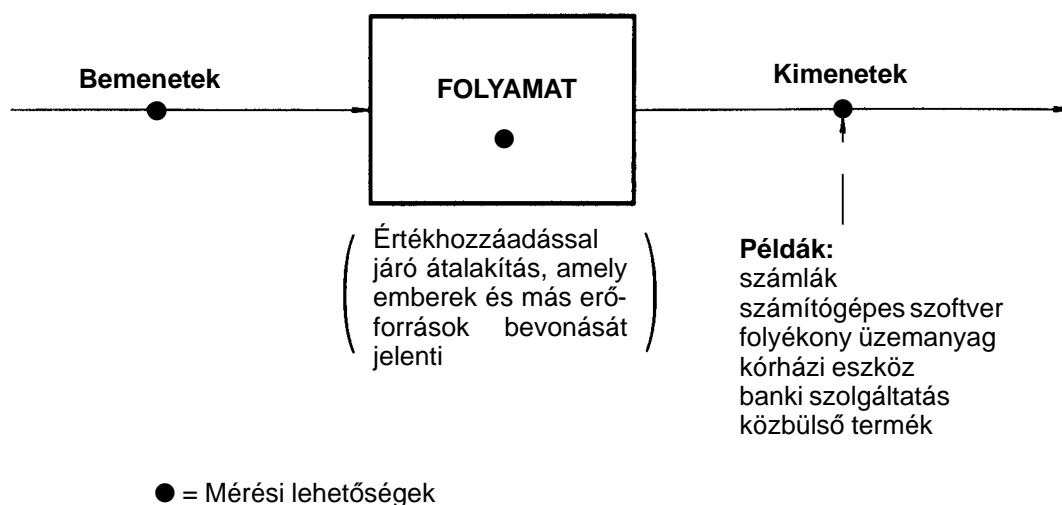 Bemenetek
FOLYAMAT
Kimenetek
Értékhozzáadással
járó átalakítás, amely
emberek és más erő-
források bevonását
jelenti
Példák:
számlák
számítógépes szoftver
folyékony üzemanyag
kórházi eszköz
banki szolgáltatás
közbülső termék
● = Mérési lehetőségek